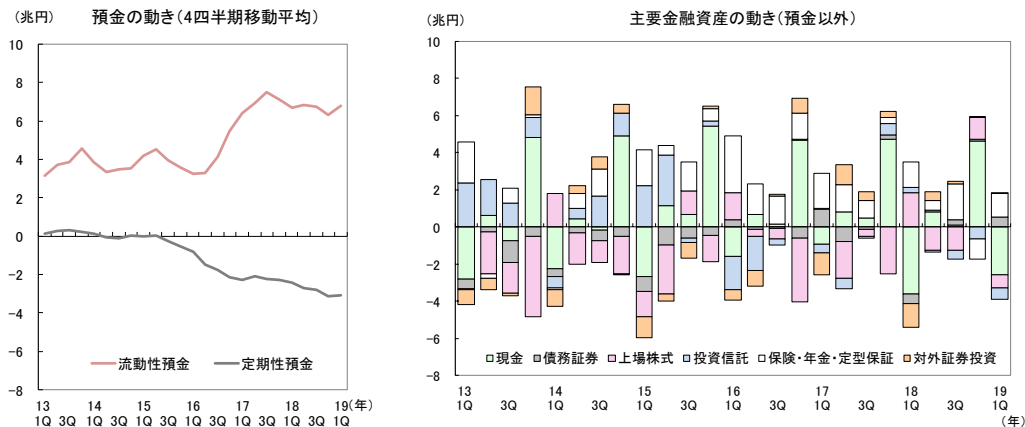 (兆円)
預金の動き(4四半期移動平均)
10
8
6
4
2
0
-2
-4
-6
-8
流動性預金
定期性預金
13 14 15 16 17 18 19(年)
1Q 3Q 1Q 3Q 1Q 3Q 1Q 3Q 1Q 3Q 1Q 3Q 1Q
(兆円)
主要金融資産の動き(預金以外)
10
8
6
4
2
0
-2
-4
-6
-8
現金 債務証券 上場株式 投資信託 保険・年金・定型保証 対外証券投資
13 14 15 16 17 18 19
1Q 3Q 1Q 3Q 1Q 3Q 1Q 3Q 1Q 3Q 1Q 3Q 1Q
(年)